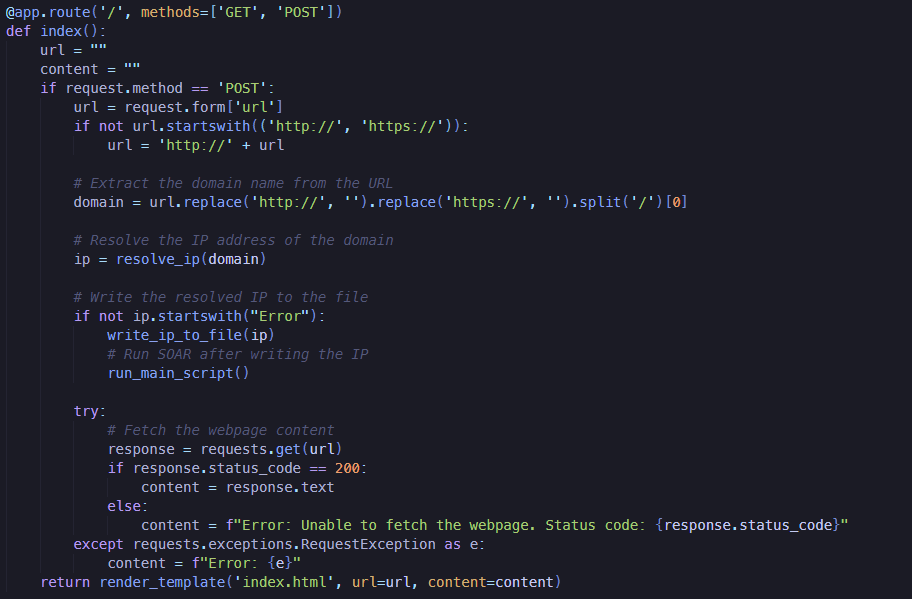 @app.route('/', methods=['GET', 'POST'])
def index():
    url = ""
    content = ""
    if request.method == 'POST':
        url = request.form['url']
        if not url.startswith(('http://', 'https://')):
            url = 'http://' + url

        # Extract the domain name from the URL
        domain = url.replace('http://', '').replace('https://', '').split('/')[0]

        # Resolve the IP address of the domain
        ip = resolve_ip(domain)

        # Write the resolved IP to the file
        if not ip.startswith("Error"):
            write_ip_to_file(ip)
            # Run SOAR after writing the IP
            run_main_script()

        try:
            # Fetch the webpage content
            response = requests.get(url)
            if response.status_code == 200:
                content = response.text
            else:
                content = f"Error: Unable to fetch the webpage. Status code: {response.status_code}"
        except requests.exceptions.RequestException as e:
            content = f"Error: {e}"
    return render_template('index.html', url=url, content=content)